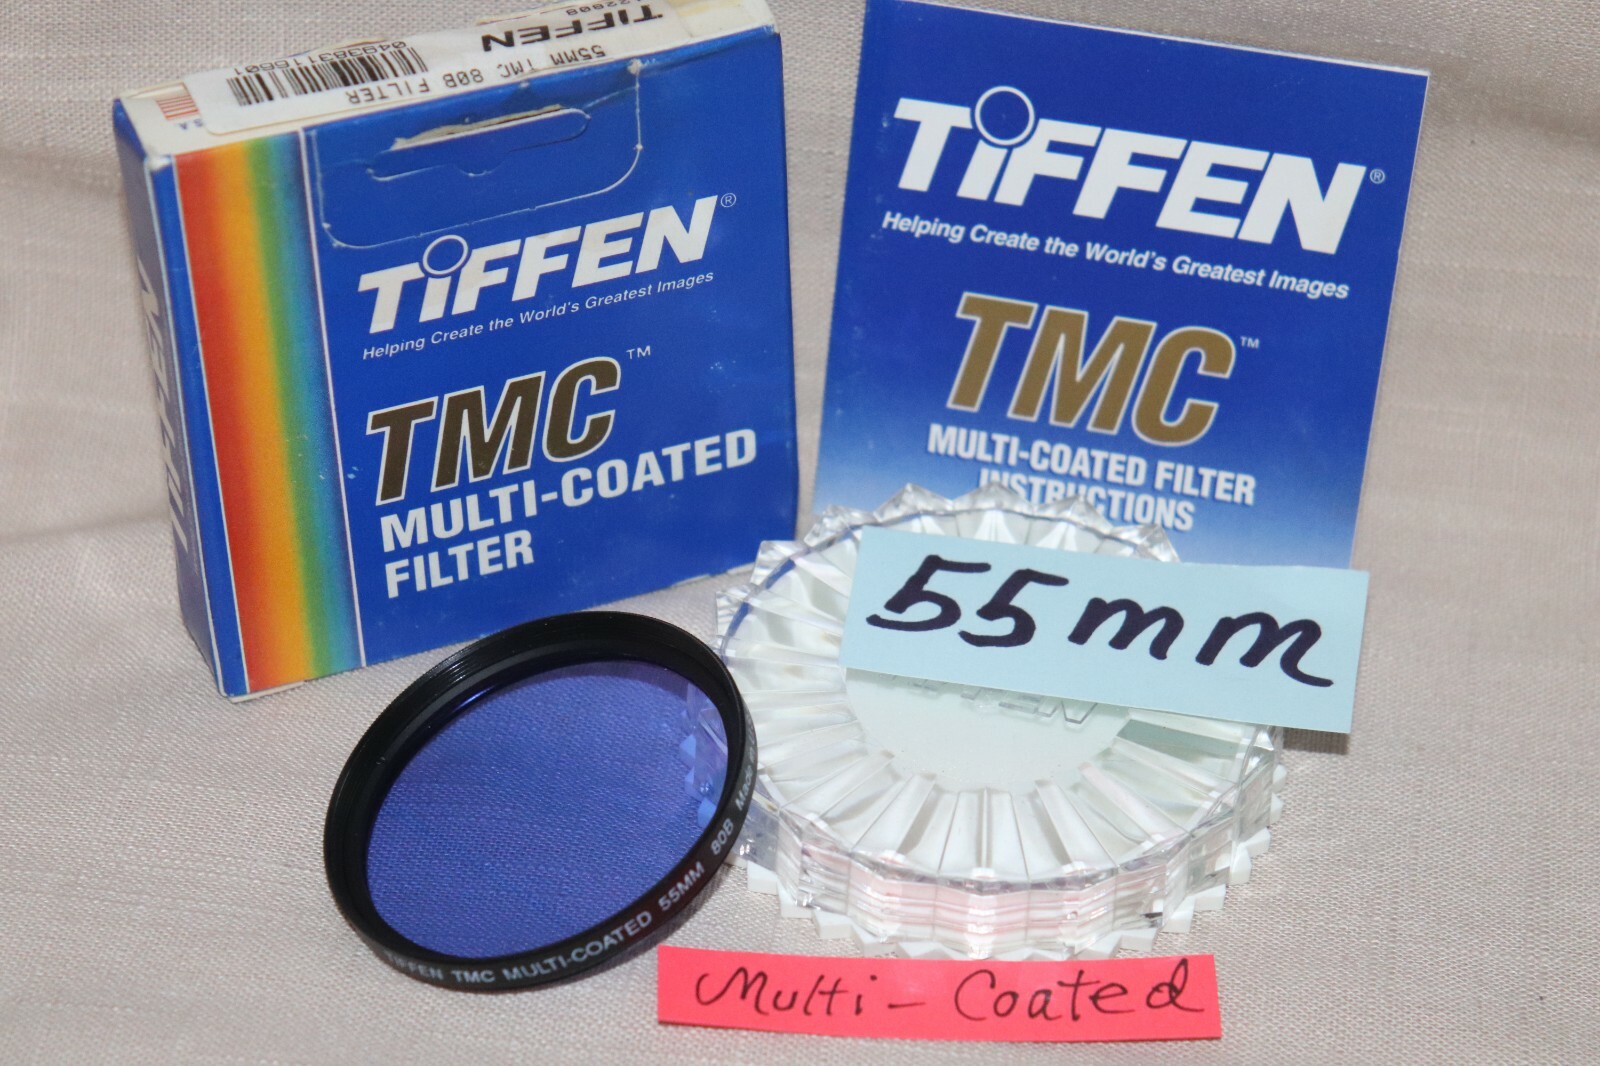 TIFFEN
55MM TMC 80B FILTER
TIFFEN®
Helping Create the World's Greatest Images
TMC™
MULTI-COATED
FILTER
TIFFEN®
Helping Create the World's Greatest Images
TMC™
MULTI-COATED FILTER
INSTRUCTIONS
55mm
TIFFEN TMC MULTI-COATED 55MM 80B Made
Multi-Coated